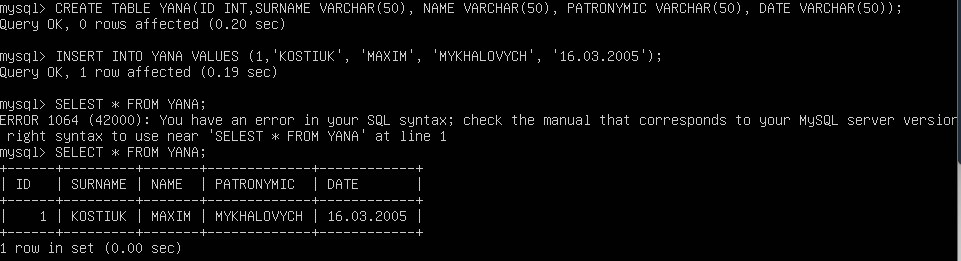 mysql> CREATE TABLE YANA(ID INT,SURNAME VARCHAR(50), NAME VARCHAR(50), PATRONYMIC VARCHAR(50), DATE VARCHAR(50));
Query OK, 0 rows affected (0.20 sec)
mysql> INSERT INTO YANA VALUES (1,'KOSTIUK', 'MAXIM', 'MYKHALOVYCH', '16.03.2005');
Query OK, 1 row affected (0.19 sec)
mysql> SELEST * FROM YANA;
ERROR 1064 (42000): You have an error in your SQL syntax; check the manual that corresponds to your MySQL server version
 right syntax to use near 'SELEST * FROM YANA' at line 1
mysql> SELECT * FROM YANA;
+------+---------+-------+-------------+------------+
| ID   | SURNAME | NAME  | PATRONYMIC  | DATE       |
+------+---------+-------+-------------+------------+
|    1 | KOSTIUK | MAXIM | MYKHALOVYCH | 16.03.2005 |
+------+---------+-------+-------------+------------+
1 row in set (0.00 sec)